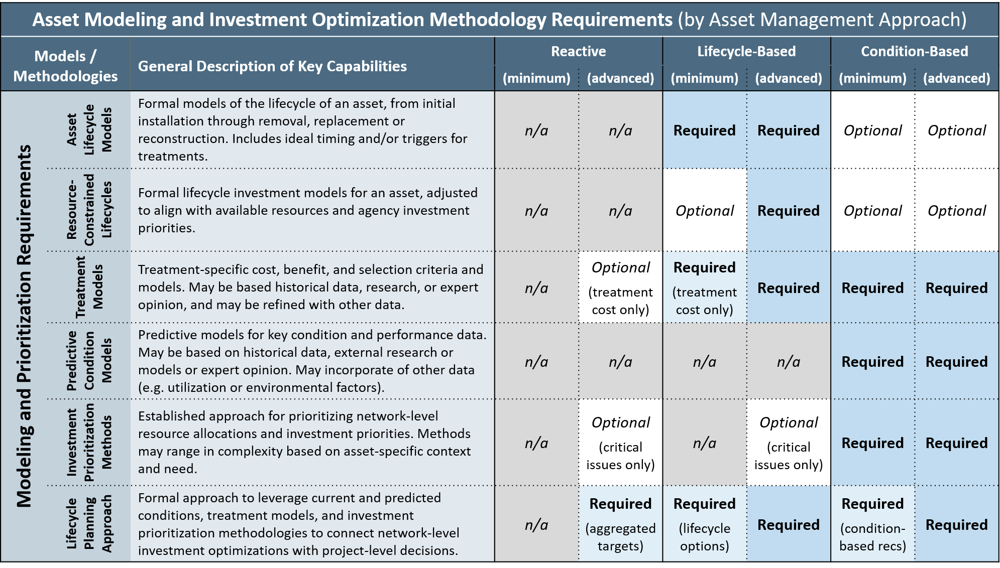 Asset Modeling and Investment Optimization Methodology Requirements (by Asset Management Approach)
Models /
Methodologies
General Description of Key Capabilities
Reactive
Lifecycle-Based
Condition-Based
(minimum)
(advanced)
(minimum)
(advanced)
(minimum)
(advanced)
Modeling and Prioritization Requirements
Asset
Lifecycle
Models
Formal models of the lifecycle of an asset, from initial
installation through removal, replacement or
reconstruction. Includes ideal timing and/or triggers for
treatments.
n/a
n/a
Required
Required
Optional
Optional
Resource-
Constrained
Lifecycles
Formal lifecycle investment models for an asset, adjusted
to align with available resources and agency investment
priorities.
n/a
n/a
Optional
Required
Optional
Optional
Treatment
Models
Treatment-specific cost, benefit, and selection criteria and
models. May be based historical data, research, or expert
opinion, and may be refined with other data.
n/a
Optional
(treatment
cost only)
Required
(treatment
cost only)
Required
Required
Required
Predictive
Condition
Models
Predictive models for key condition and performance data.
May be based on historical data, external research or
models or expert opinion. May incorporate of other data
(e.g. utilization or environmental factors).
n/a
n/a
n/a
n/a
Required
Required
Investment
Prioritization
Methods
Established approach for prioritizing network-level
resource allocations and investment priorities. Methods
may range in complexity based on asset-specific context
and need.
n/a
Optional
(critical
issues only)
n/a
Optional
(critical
issues only)
Required
Required
Lifecycle
Planning
Approach
Formal approach to leverage current and predicted
conditions, treatment models, and investment
prioritization methodologies to connect network-level
investment optimizations with project-level decisions.
n/a
Required
(aggregated
targets)
Required
(lifecycle
options)
Required
Required
(condition-
based recs)
Required